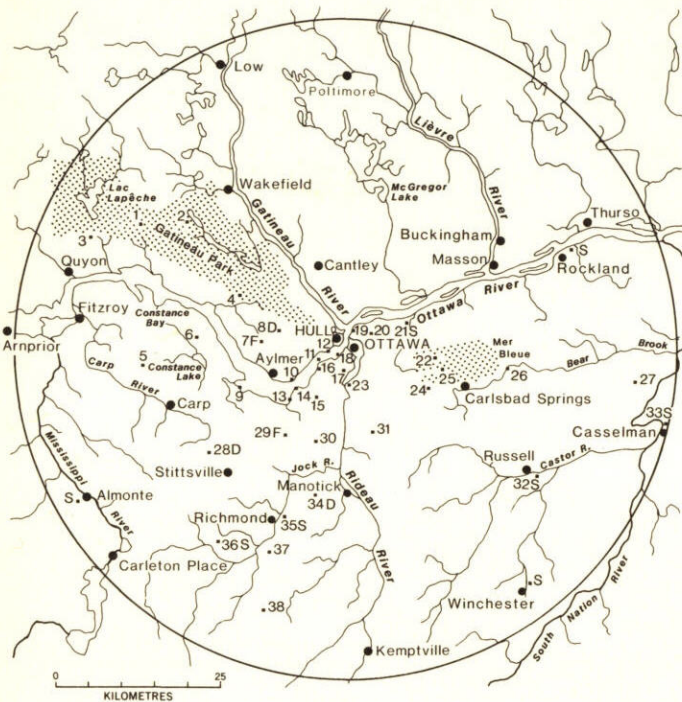 Low
Poltimore
Lièvre
River
Lac
Lapêche
Wakefield
McGregor
Lake
Gatineau
River
1
2
3
Gatineau Park
Thurso
Buckingham
Masson
S
Rockland
Quyon
Cantley
4
Ottawa
River
Fitzroy
Constance
Bay
8D
7F
HULL
19
20
21S
Arnprior
6
12
OTTAWA
Mer
Bleue
Brook
5
Constance
Lake
Aylmer
11
18
10
16
17
22
Bear
Carp
River
Carp
9
13
14
15
23
24
25
26
27
Carlsbad Springs
33S
Casselman
29F
30
31
28D
Mississippi
River
Stittsville
Jock R.
Rideau
River
Russell
Castor R.
32S
S
Almonte
Manotick
34D
Richmond
35S
36S
37
Carleton Place
38
S
Winchester
South Nation River
Kemptville
0
25
KILOMETRES